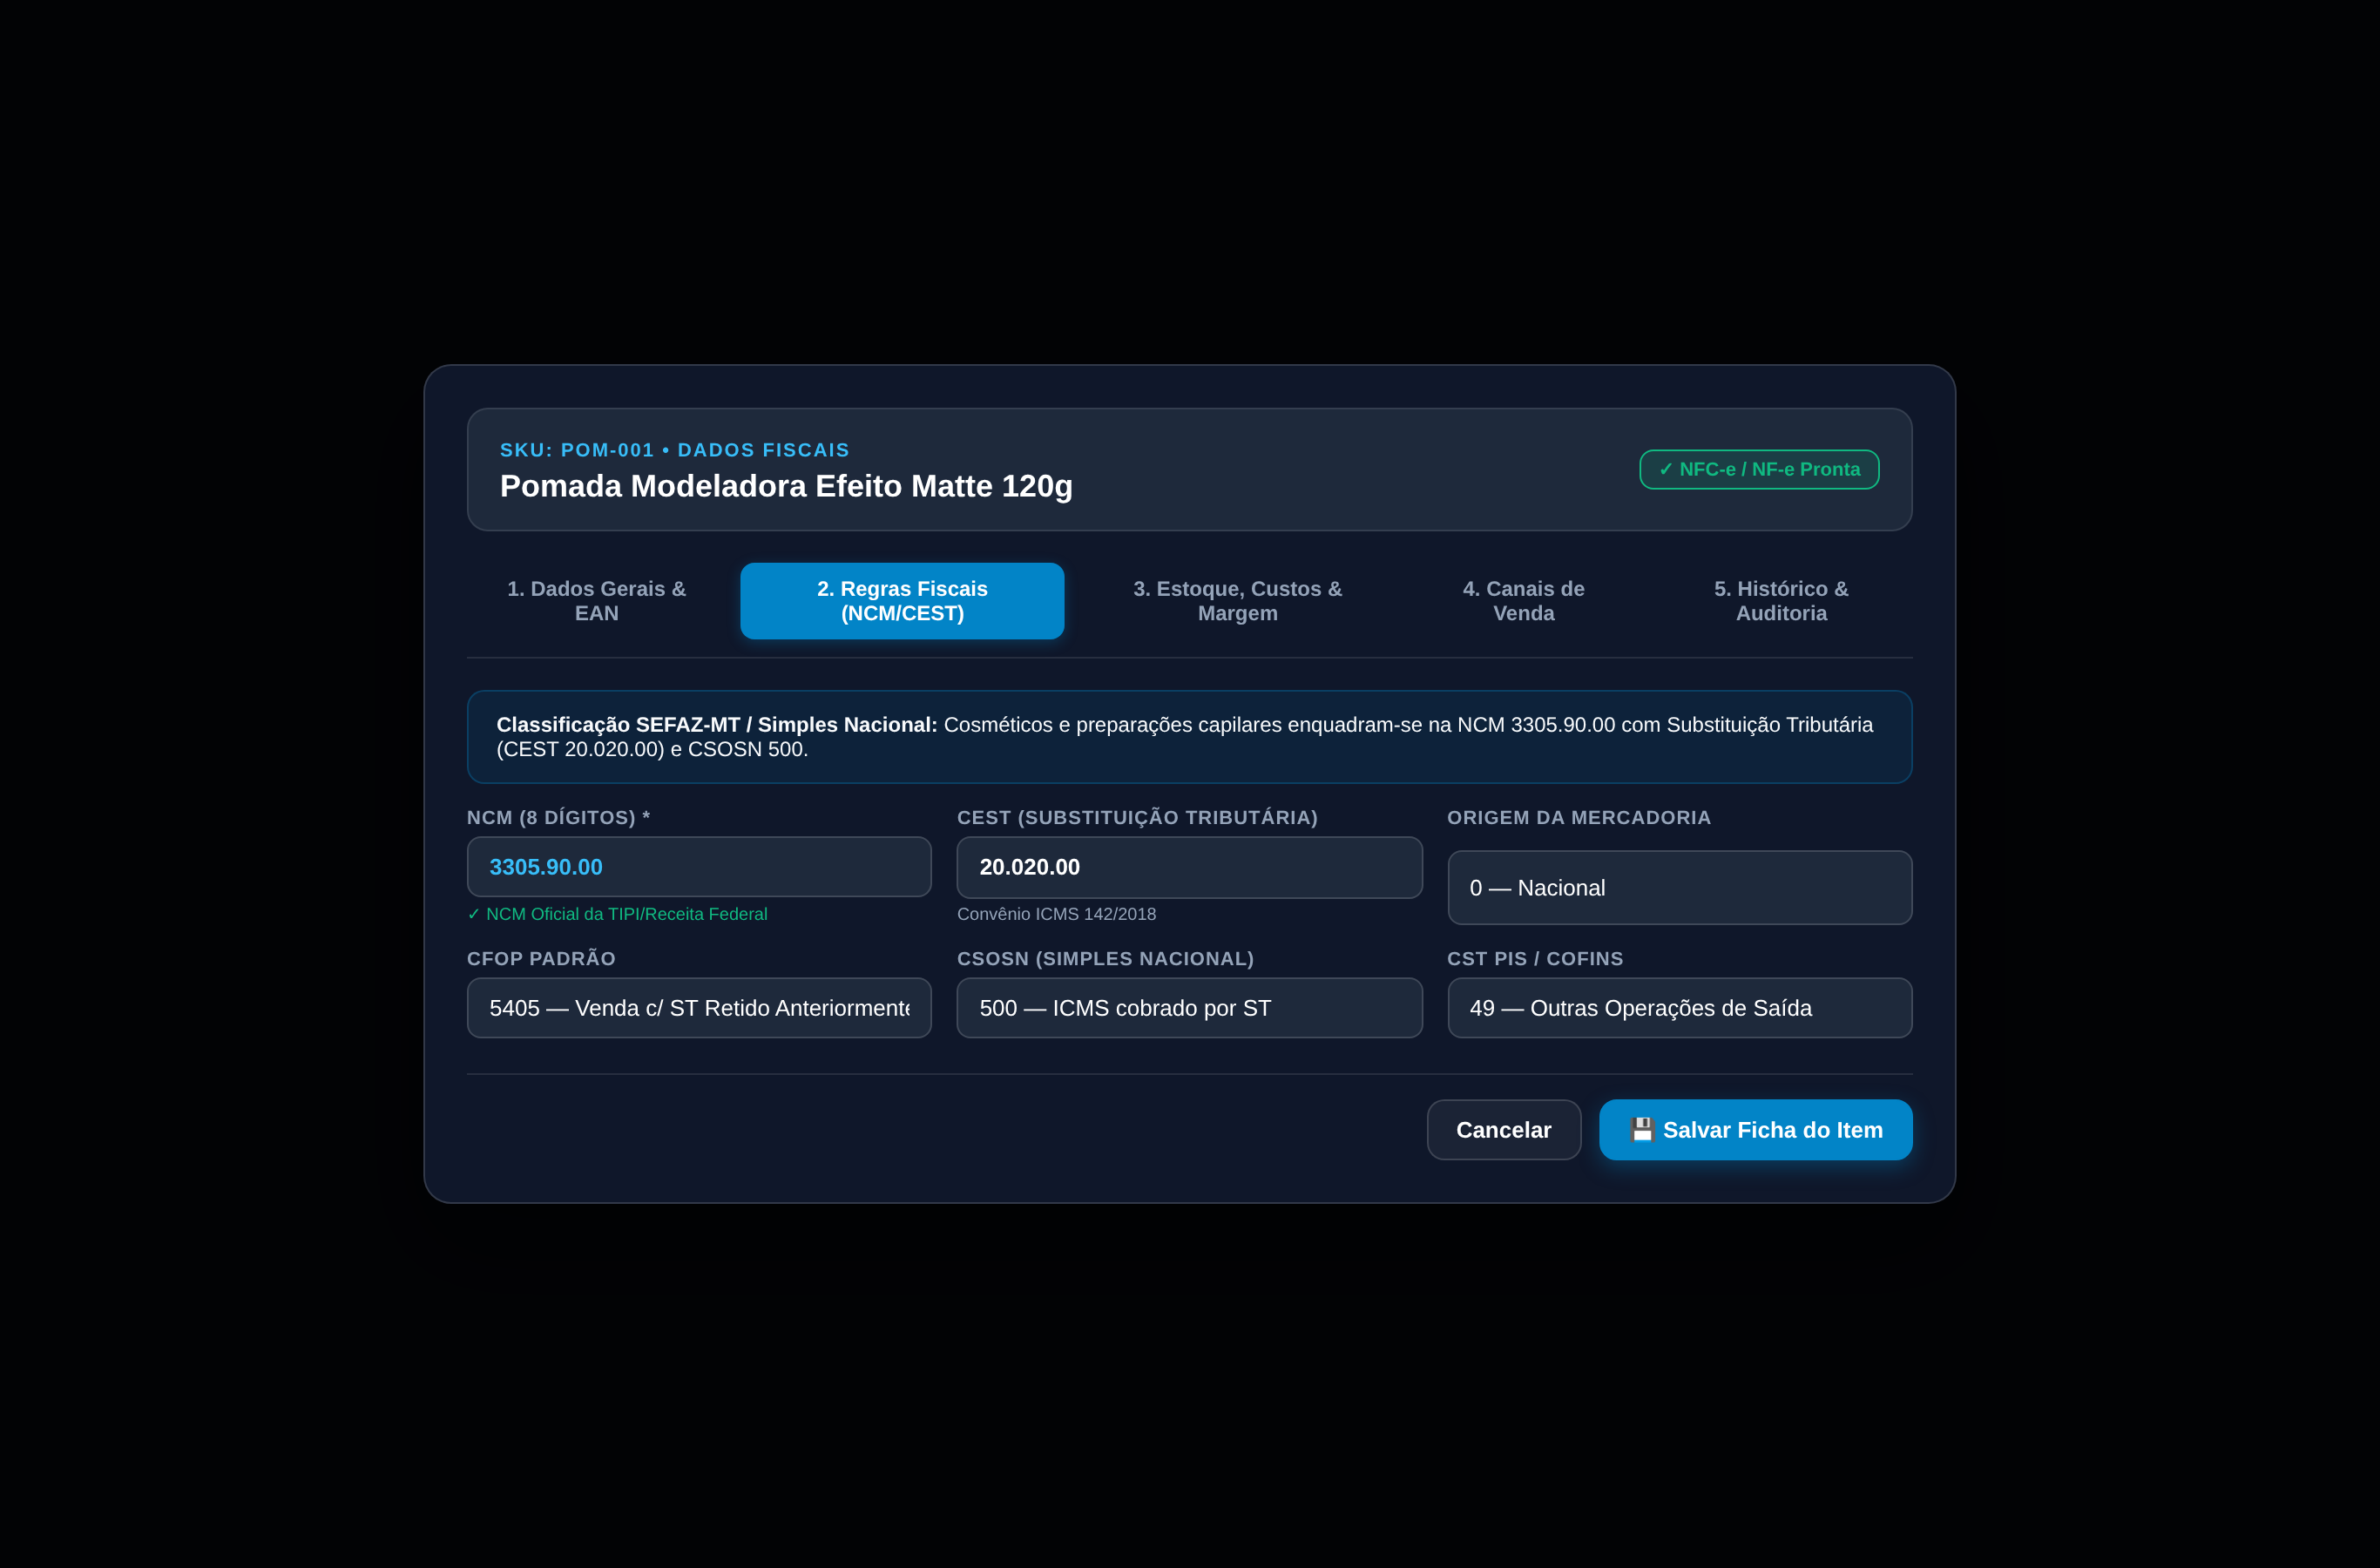 SKU: POM-001 • DADOS FISCAIS
Pomada Modeladora Efeito Matte 120g
✓ NFC-e / NF-e Pronta
1. Dados Gerais &
EAN
2. Regras Fiscais
(NCM/CEST)
3. Estoque, Custos &
Margem
4. Canais de
Venda
5. Histórico &
Auditoria
Classificação SEFAZ-MT / Simples Nacional: Cosméticos e preparações capilares enquadram-se na NCM 3305.90.00 com Substituição Tributária
(CEST 20.020.00) e CSOSN 500.
NCM (8 DÍGITOS) *
3305.90.00
✓ NCM Oficial da TIPI/Receita Federal
CEST (SUBSTITUIÇÃO TRIBUTÁRIA)
20.020.00
Convênio ICMS 142/2018
ORIGEM DA MERCADORIA
0 — Nacional
CFOP PADRÃO
5405 — Venda c/ ST Retido Anteriormente
CSOSN (SIMPLES NACIONAL)
500 — ICMS cobrado por ST
CST PIS / COFINS
49 — Outras Operações de Saída
Cancelar
💾 Salvar Ficha do Item